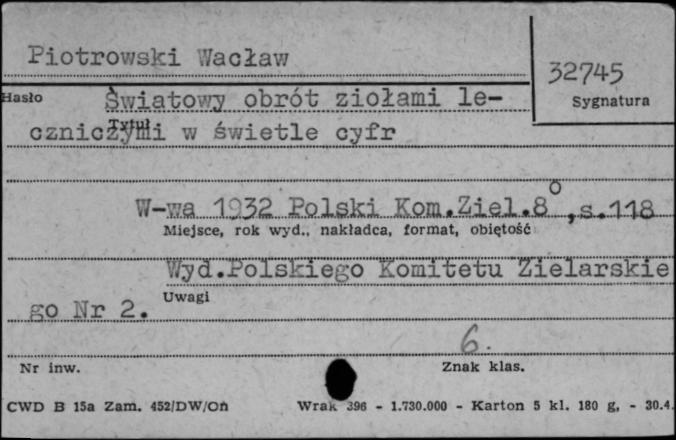 Piotrowski Wacław
32745
Hasło
Sygnatura
Światowy obrót ziołami le-
Tytuł
czniczymi w świetle cyfr
W-wa 1932 Polski Kom.Ziel.8°,s.118
Miejsce, rok wyd., nakładca, format, objętość
Wyd.Polskiego Komitetu Zielarskie
Uwagi
go Nr 2.
6.
Nr inw.
Znak klas.
CWD B 15a Zam. 452/DW/On
Wrak 396 - 1.730.000 - Karton 5 kl. 180 g, - 30.4.